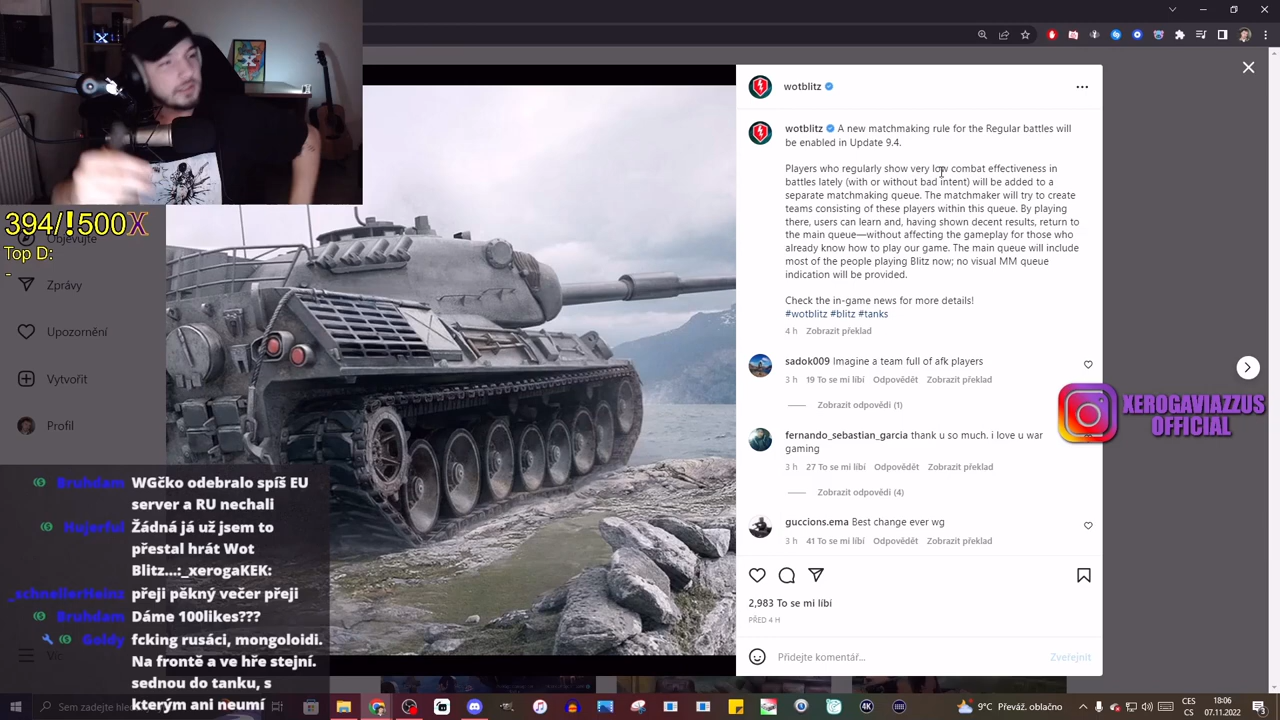 wotblitz
wotblitz A new matchmaking rule for the Regular battles will
be enabled in Update 9.4.
Players who regularly show very low combat effectiveness in
battles lately (with or without bad intent) will be added to a
separate matchmaking queue. The matchmaker will try to create
teams consisting of these players within this queue. By playing
there, users can learn and, having shown decent results, return to
the main queue—without affecting the gameplay for those who
already know how to play our game. The main queue will include
most of the people playing Blitz now; no visual MM queue
indication will be provided.
Check the in-game news for more details!
#wotblitz #blitz #tanks
4 h Zobrazit překlad
sadok009 Imagine a team full of afk players
3 h 19 To se mi líbí Odpovědět Zobrazit překlad
Zobrazit odpovědi (1)
fernando_sebastian_garcia thank u so much. i love u war
gaming
3 h 27 To se mi líbí Odpovědět Zobrazit překlad
Zobrazit odpovědi (4)
guccions.ema Best change ever wg
3 h 41 To se mi líbí Odpovědět Zobrazit překlad
2,983 To se mi líbí
PŘED 4 H
Přidejte komentář...
Zveřejnit
394/!500X
Top D:
-
Objevujte
Zprávy
Upozornění
Vytvořit
Profil
Víc
Bruhdam WGčko odebralo spíš EU
server a RU nechali
Hujerful Žádná já už jsem to
přestal hrát Wot
Blitz...:_xerogaKEK:
_schnellerHeinz přeji pěkný večer přeji
Bruhdam Dáme 100likes???
Goldy fcking rusáci, mongoloidi.
Na frontě a ve hře stejní.
sednou do tanku, s
kterým ani neumí
XEROGAVIAZZUS
OFFICIAL
Sem zadejte hledaný
9°C Převáž. oblačno
CES
CS
18:06
07.11.2022